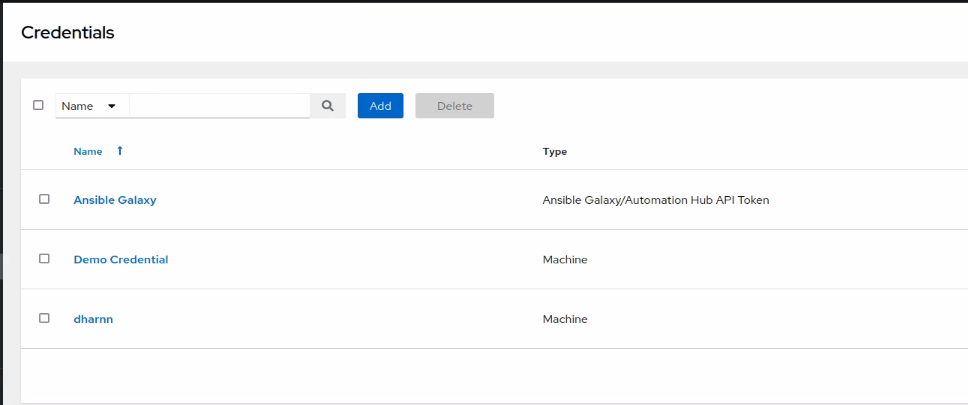 Credentials
Name Add Delete
Name Type
Ansible Galaxy Ansible Galaxy/Automation Hub API Token
Demo Credential Machine
dharnn Machine